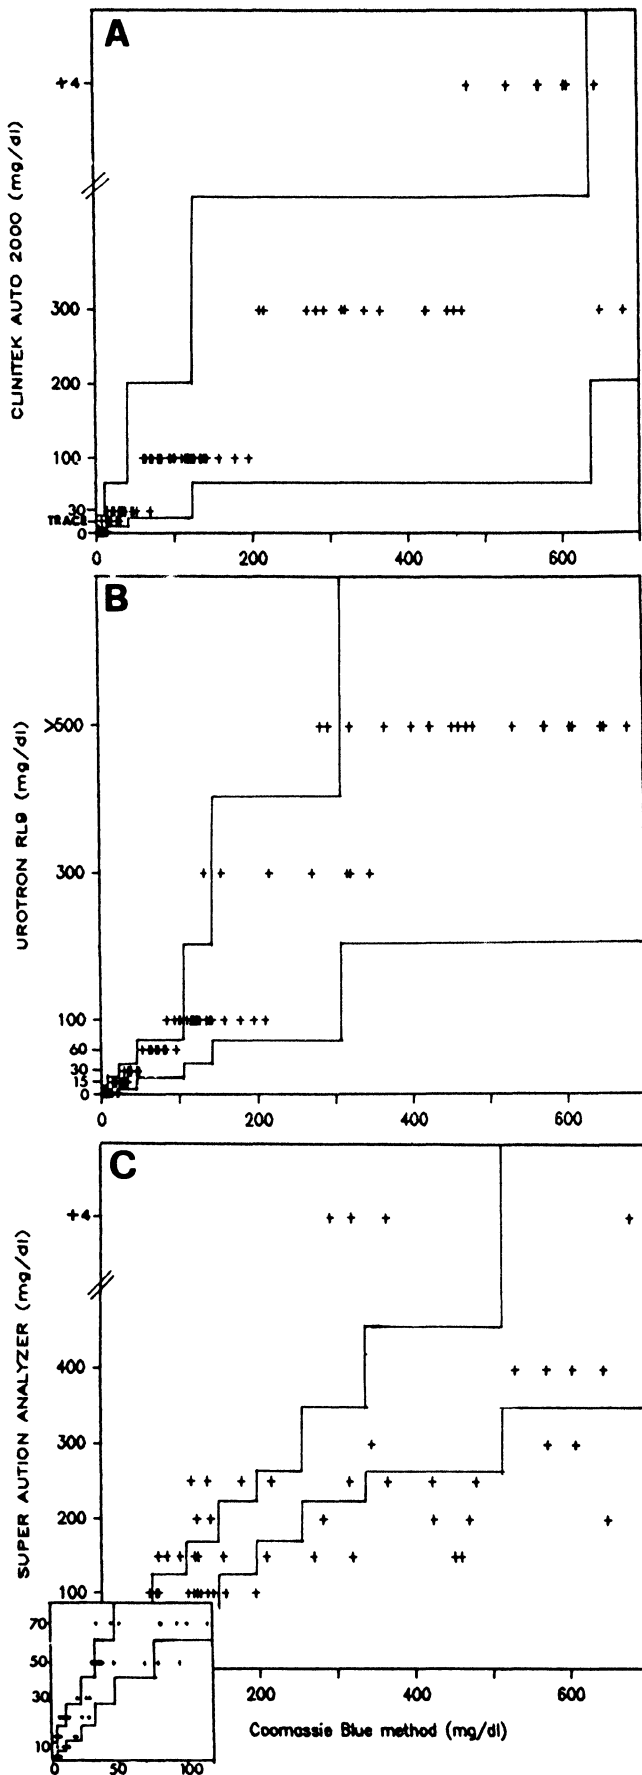 A
+4
CLINITEK AUTO 2000 (mg/dl)
300
200
100
30
TRACE
0
0 200 400 600
B
>500
UROTRON RL9 (mg/dl)
300
100
60
30
15
0
0 200 400 600
C
+4
SUPER AUTION ANALYZER (mg/dl)
400
300
200
100
70
50
30
10
0 50 100
200 400 600
Coomassie Blue method (mg/dl)